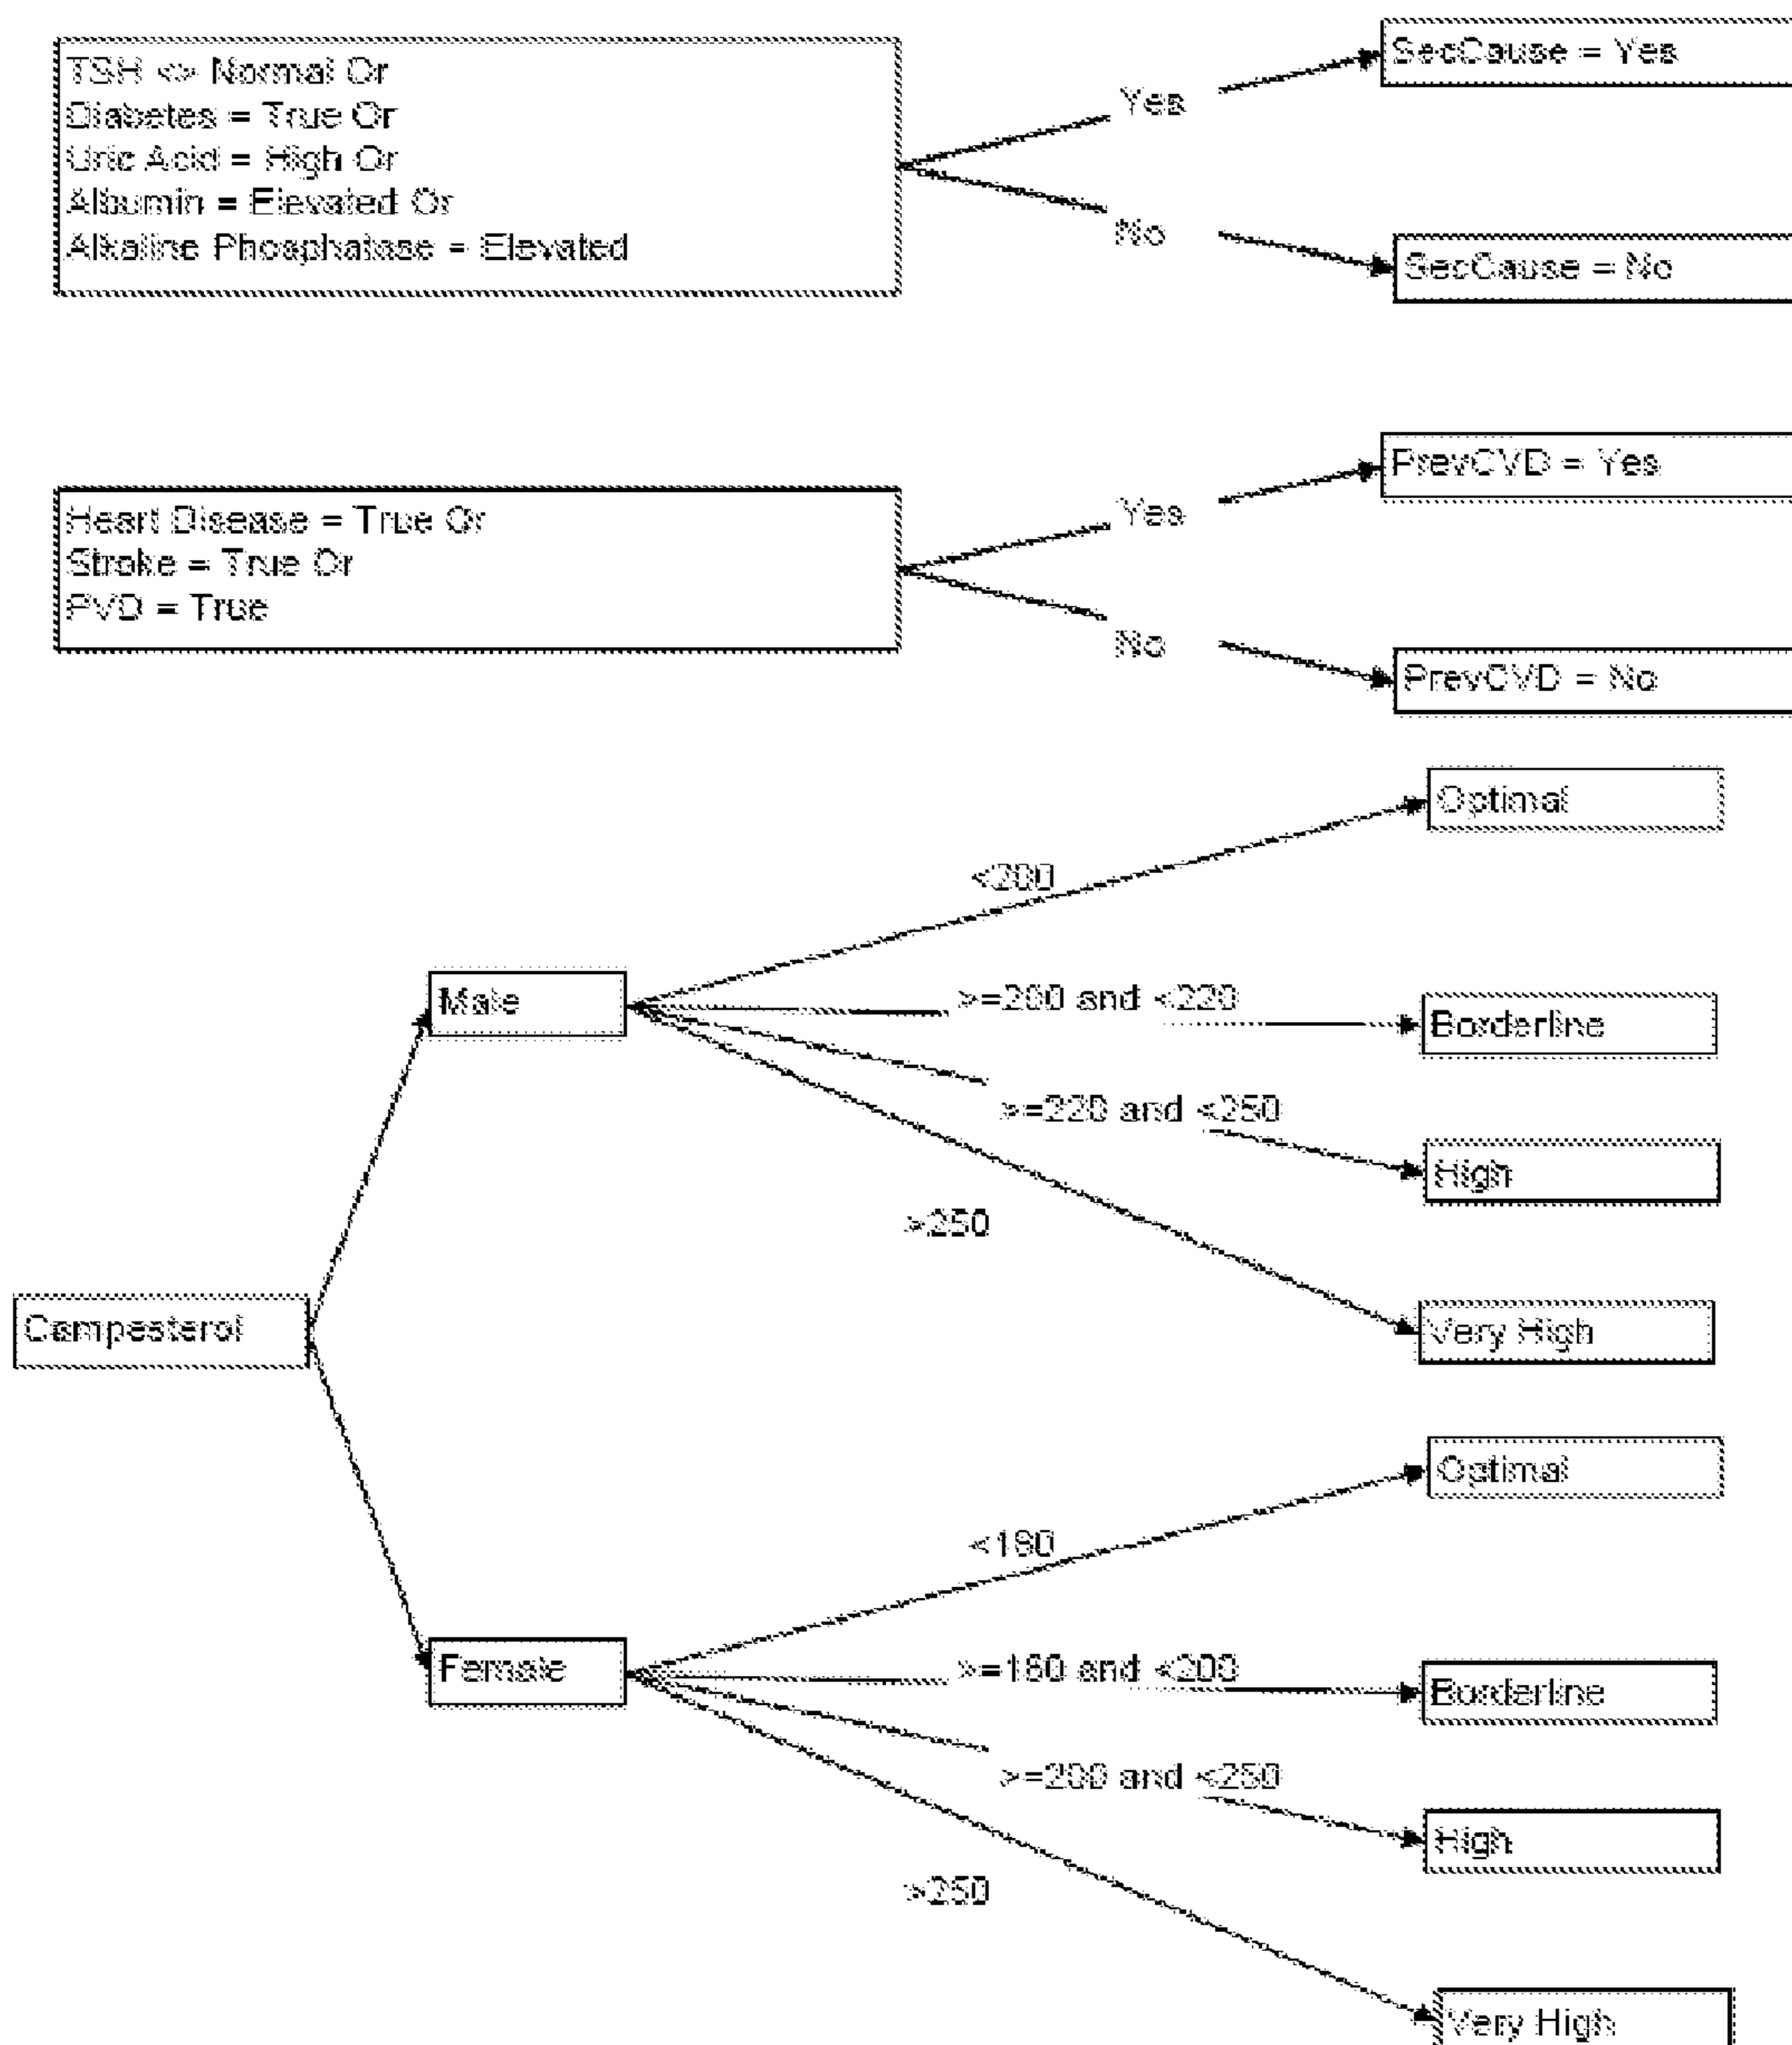 TSH <> Normal Or
Diabetes = True Or
Uric Acid = High Or
Albumin = Elevated Or
Alkaline Phosphatase = Elevated
Yes
No
SecCause = Yes
SecCause = No
Heart Disease = True Or
Stroke = True Or
PVD = True
Yes
No
PrevCVD = Yes
PrevCVD = No
Campesterol
Male
<200
Optimal
>=200 and <220
Borderline
>=220 and <250
High
>250
Very High
Female
<180
Optimal
>=180 and <200
Borderline
>=200 and <250
High
>250
Very High